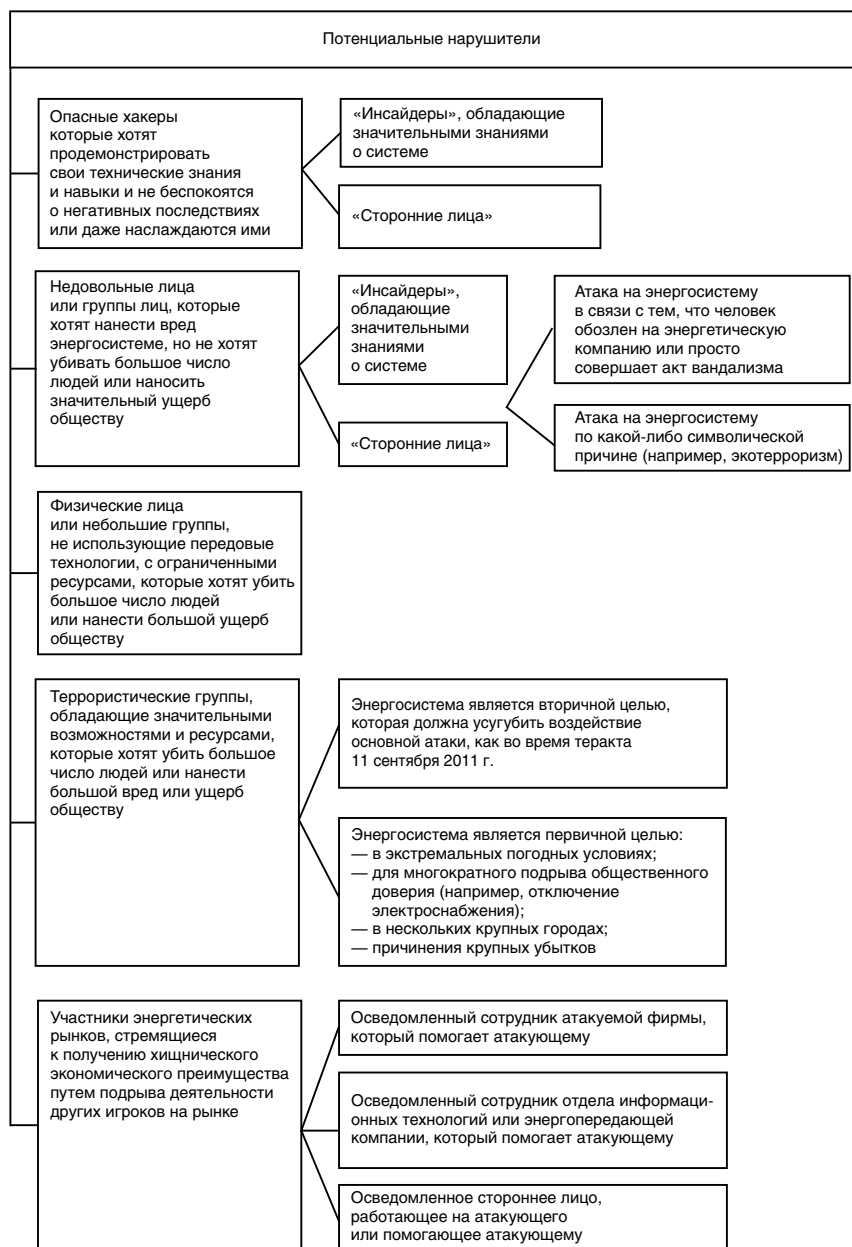 Потенциальные нарушители
Опасные хакеры
которые хотят
продемонстрировать
свои технические знания
и навыки и не беспокоятся
о негативных последствиях
или даже наслаждаются ими
«Инсайдеры», обладающие
значительными знаниями
о системе
«Сторонние лица»
Недовольные лица
или группы лиц, которые
хотят нанести вред
энергосистеме, но не хотят
убивать большое число
людей или наносить
значительный ущерб
обществу
«Инсайдеры»,
обладающие
значительными
знаниями
о системе
«Сторонние лица»
Атака на энергосистему
в связи с тем, что человек
обозлен на энергетическую
компанию или просто
совершает акт вандализма
Атака на энергосистему
по какой-либо символической
причине (например, экотерроризм)
Физические лица
или небольшие группы,
не использующие передовые
технологии, с ограниченными
ресурсами, которые хотят убить
большое число людей
или нанести большой ущерб
обществу
Террористические группы,
обладающие значительными
возможностями и ресурсами,
которые хотят убить большое
число людей или нанести
большой вред или ущерб
обществу
Энергосистема является вторичной целью,
которая должна усугубить воздействие
основной атаки, как во время теракта
11 сентября 2011 г.
Энергосистема является первичной целью:
— в экстремальных погодных условиях;
— для многократного подрыва общественного
доверия (например, отключение
электроснабжения);
— в нескольких крупных городах;
— причинения крупных убытков
Участники энергетических
рынков, стремящиеся
к получению хищнического
экономического преимущества
путем подрыва деятельности
других игроков на рынке
Осведомленный сотрудник атакуемой фирмы,
который помогает атакующему
Осведомленный сотрудник отдела информаци-
онных технологий или энергопередающей
компании, который помогает атакующему
Осведомленное стороннее лицо,
работающее на атакующего
или помогающее атакующему